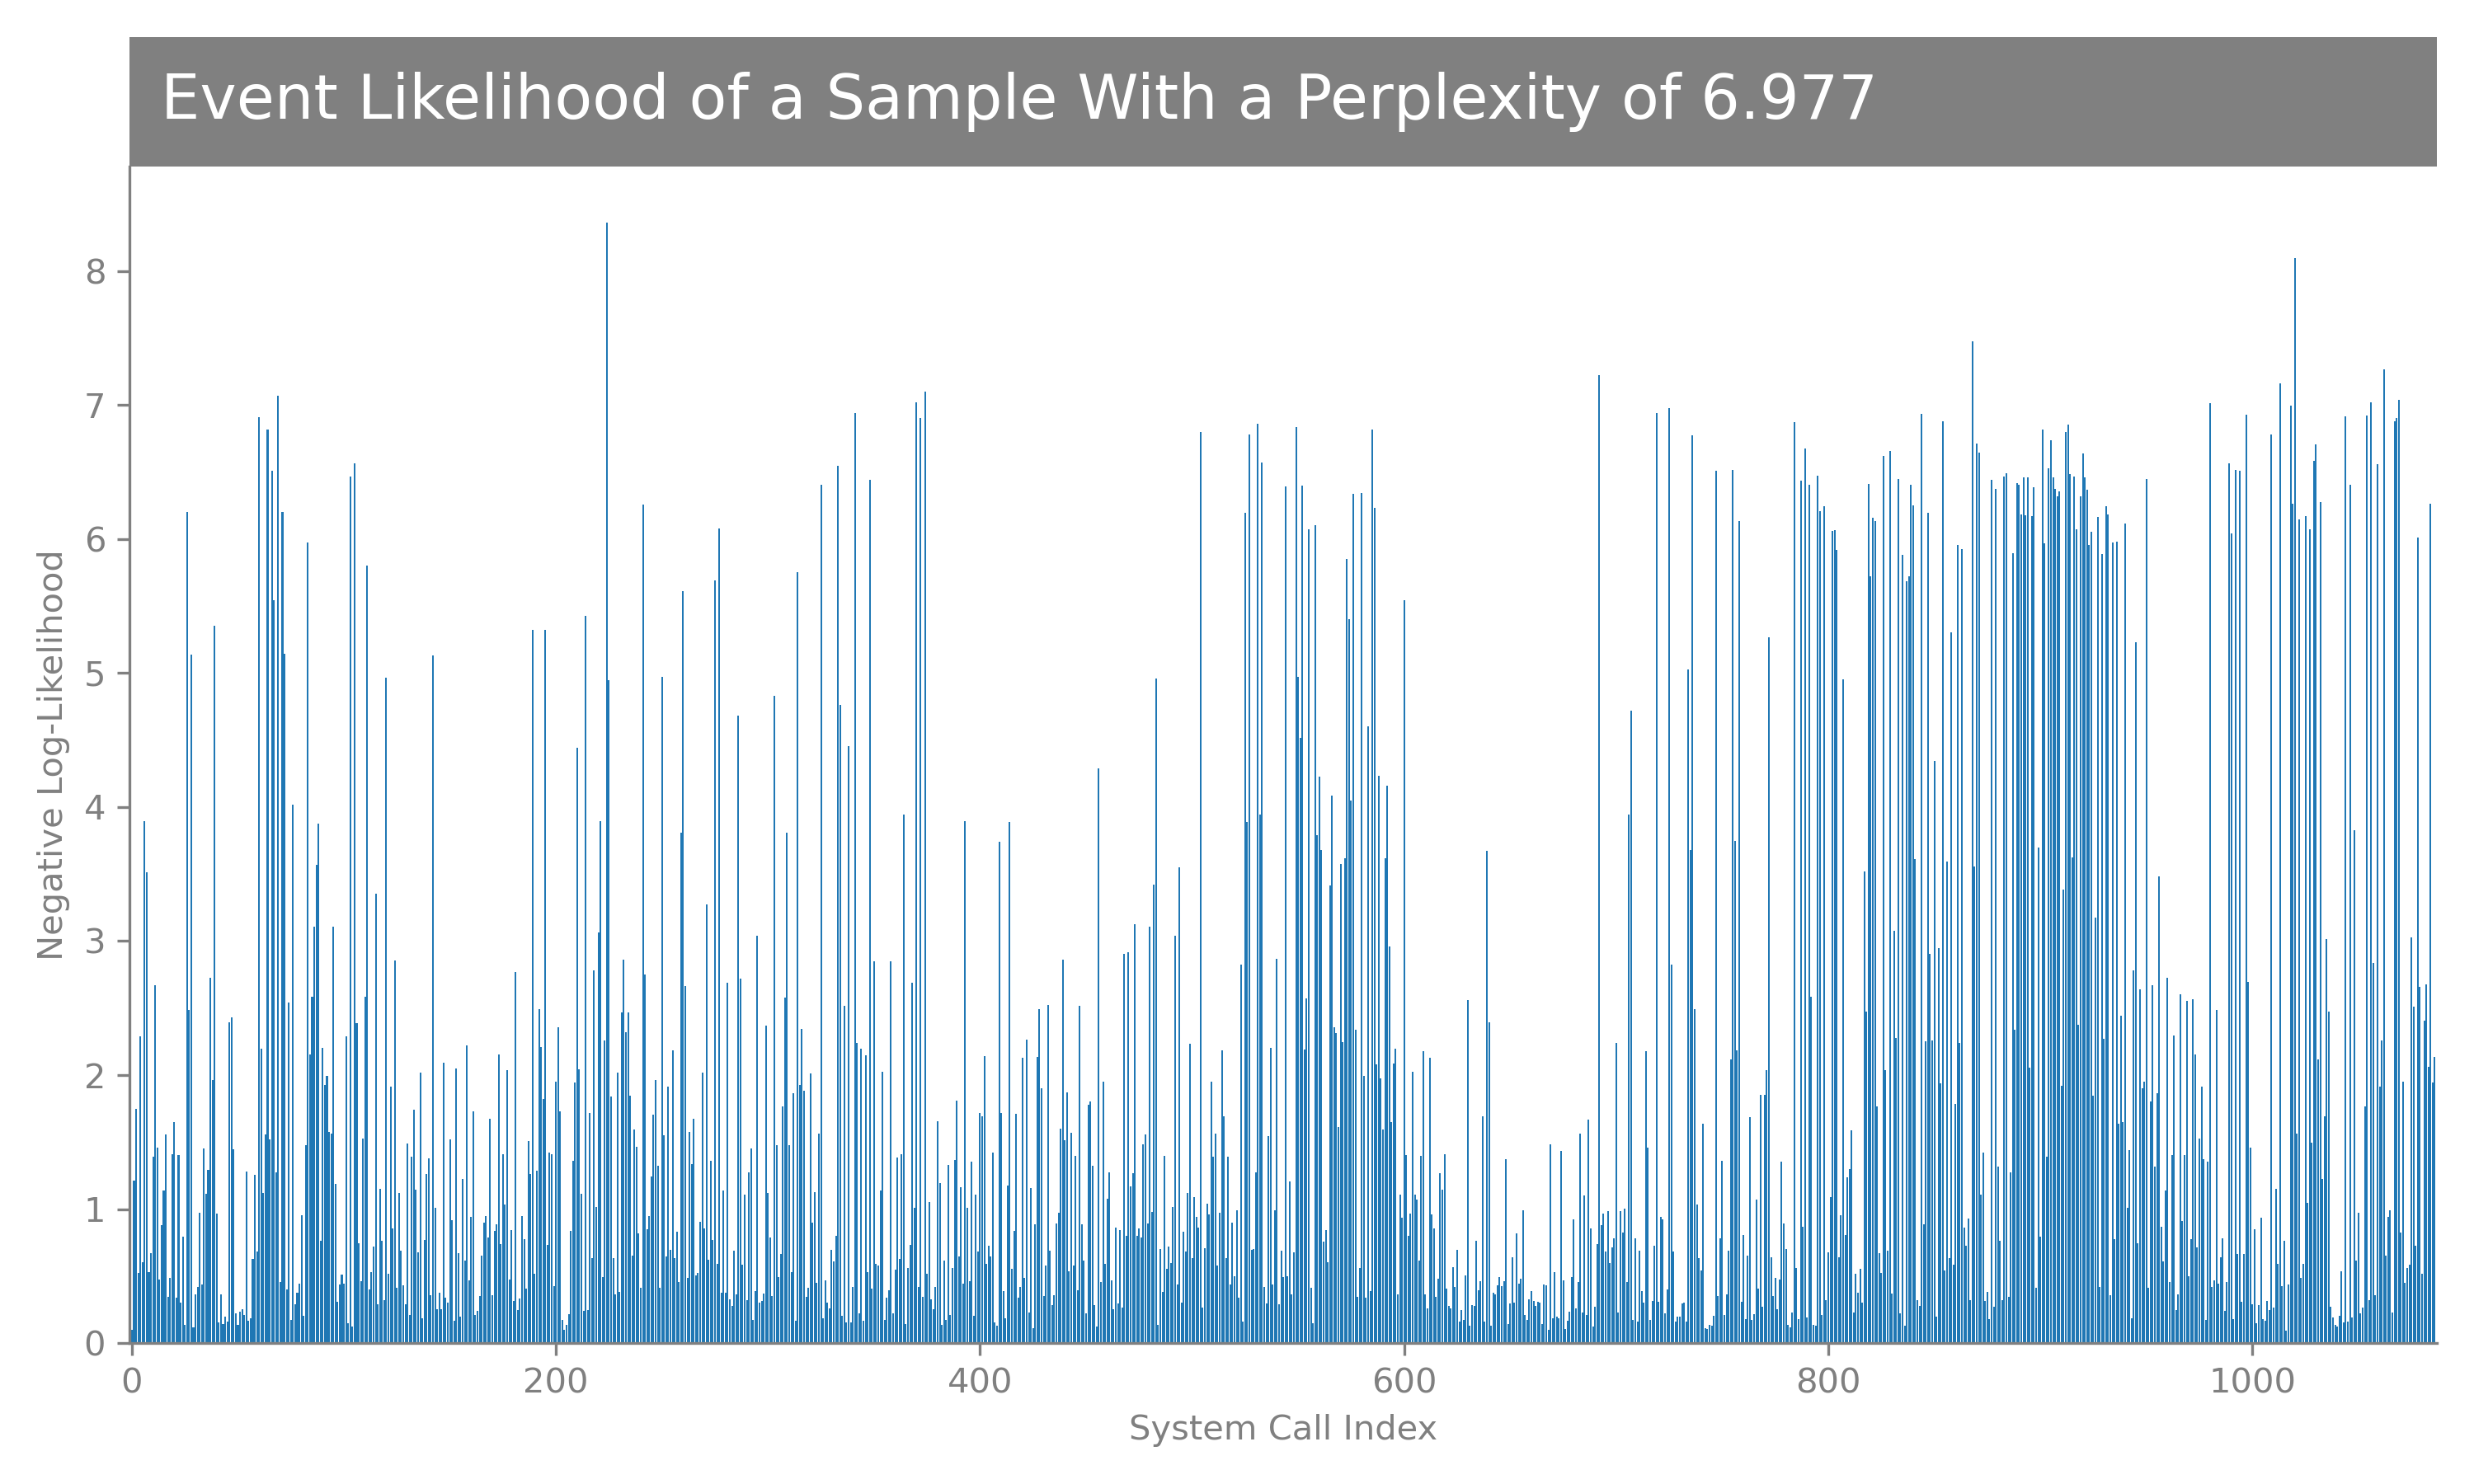 Event Likelihood of a Sample With a Perplexity of 6.977
Negative Log-Likelihood
8
7
6
5
4
3
2
1
0
0 200 400 600 800 1000
System Call Index